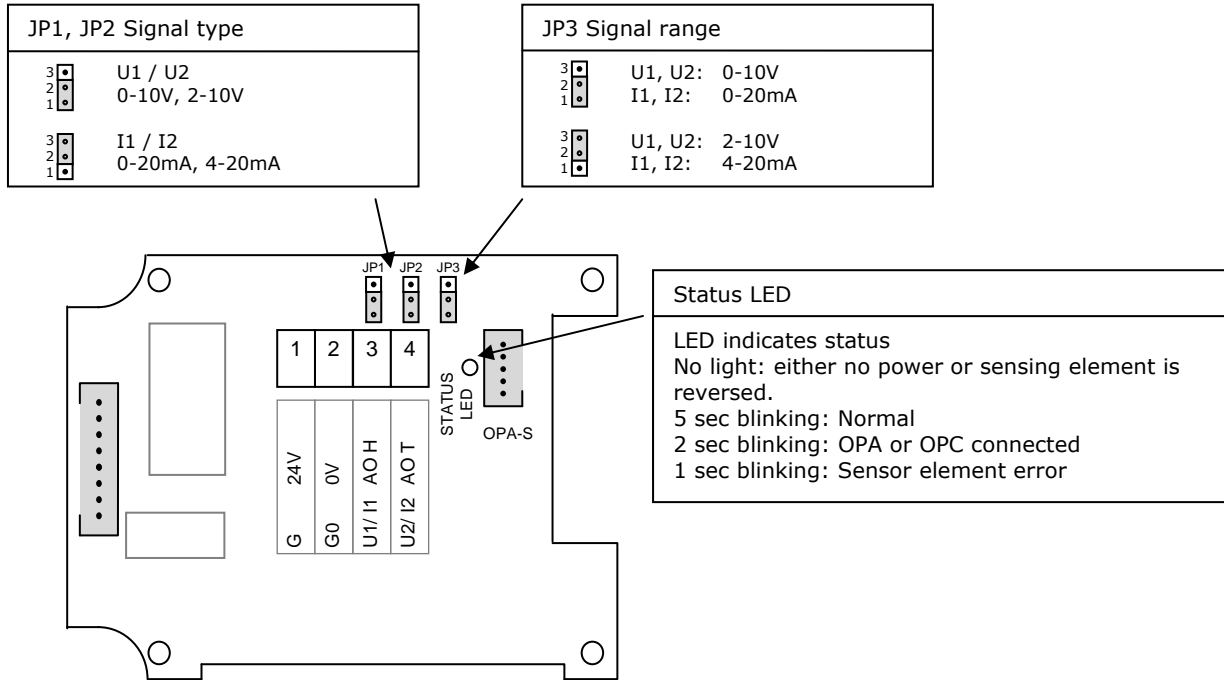 JP1, JP2 Signal type
3
2
1
U1 / U2
0-10V, 2-10V
3
2
1
I1 / I2
0-20mA, 4-20mA
JP3 Signal range
3
2
1
U1, U2: 0-10V
I1, I2: 0-20mA
3
2
1
U1, U2: 2-10V
I1, I2: 4-20mA
JP1 JP2 JP3
1 2 3 4
STATUS
LED
OPA-S
G 24V
G0 0V
U1/ I1 AO H
U2/ I2 AO T
Status LED
LED indicates status
No light: either no power or sensing element is
reversed.
5 sec blinking: Normal
2 sec blinking: OPA or OPC connected
1 sec blinking: Sensor element error